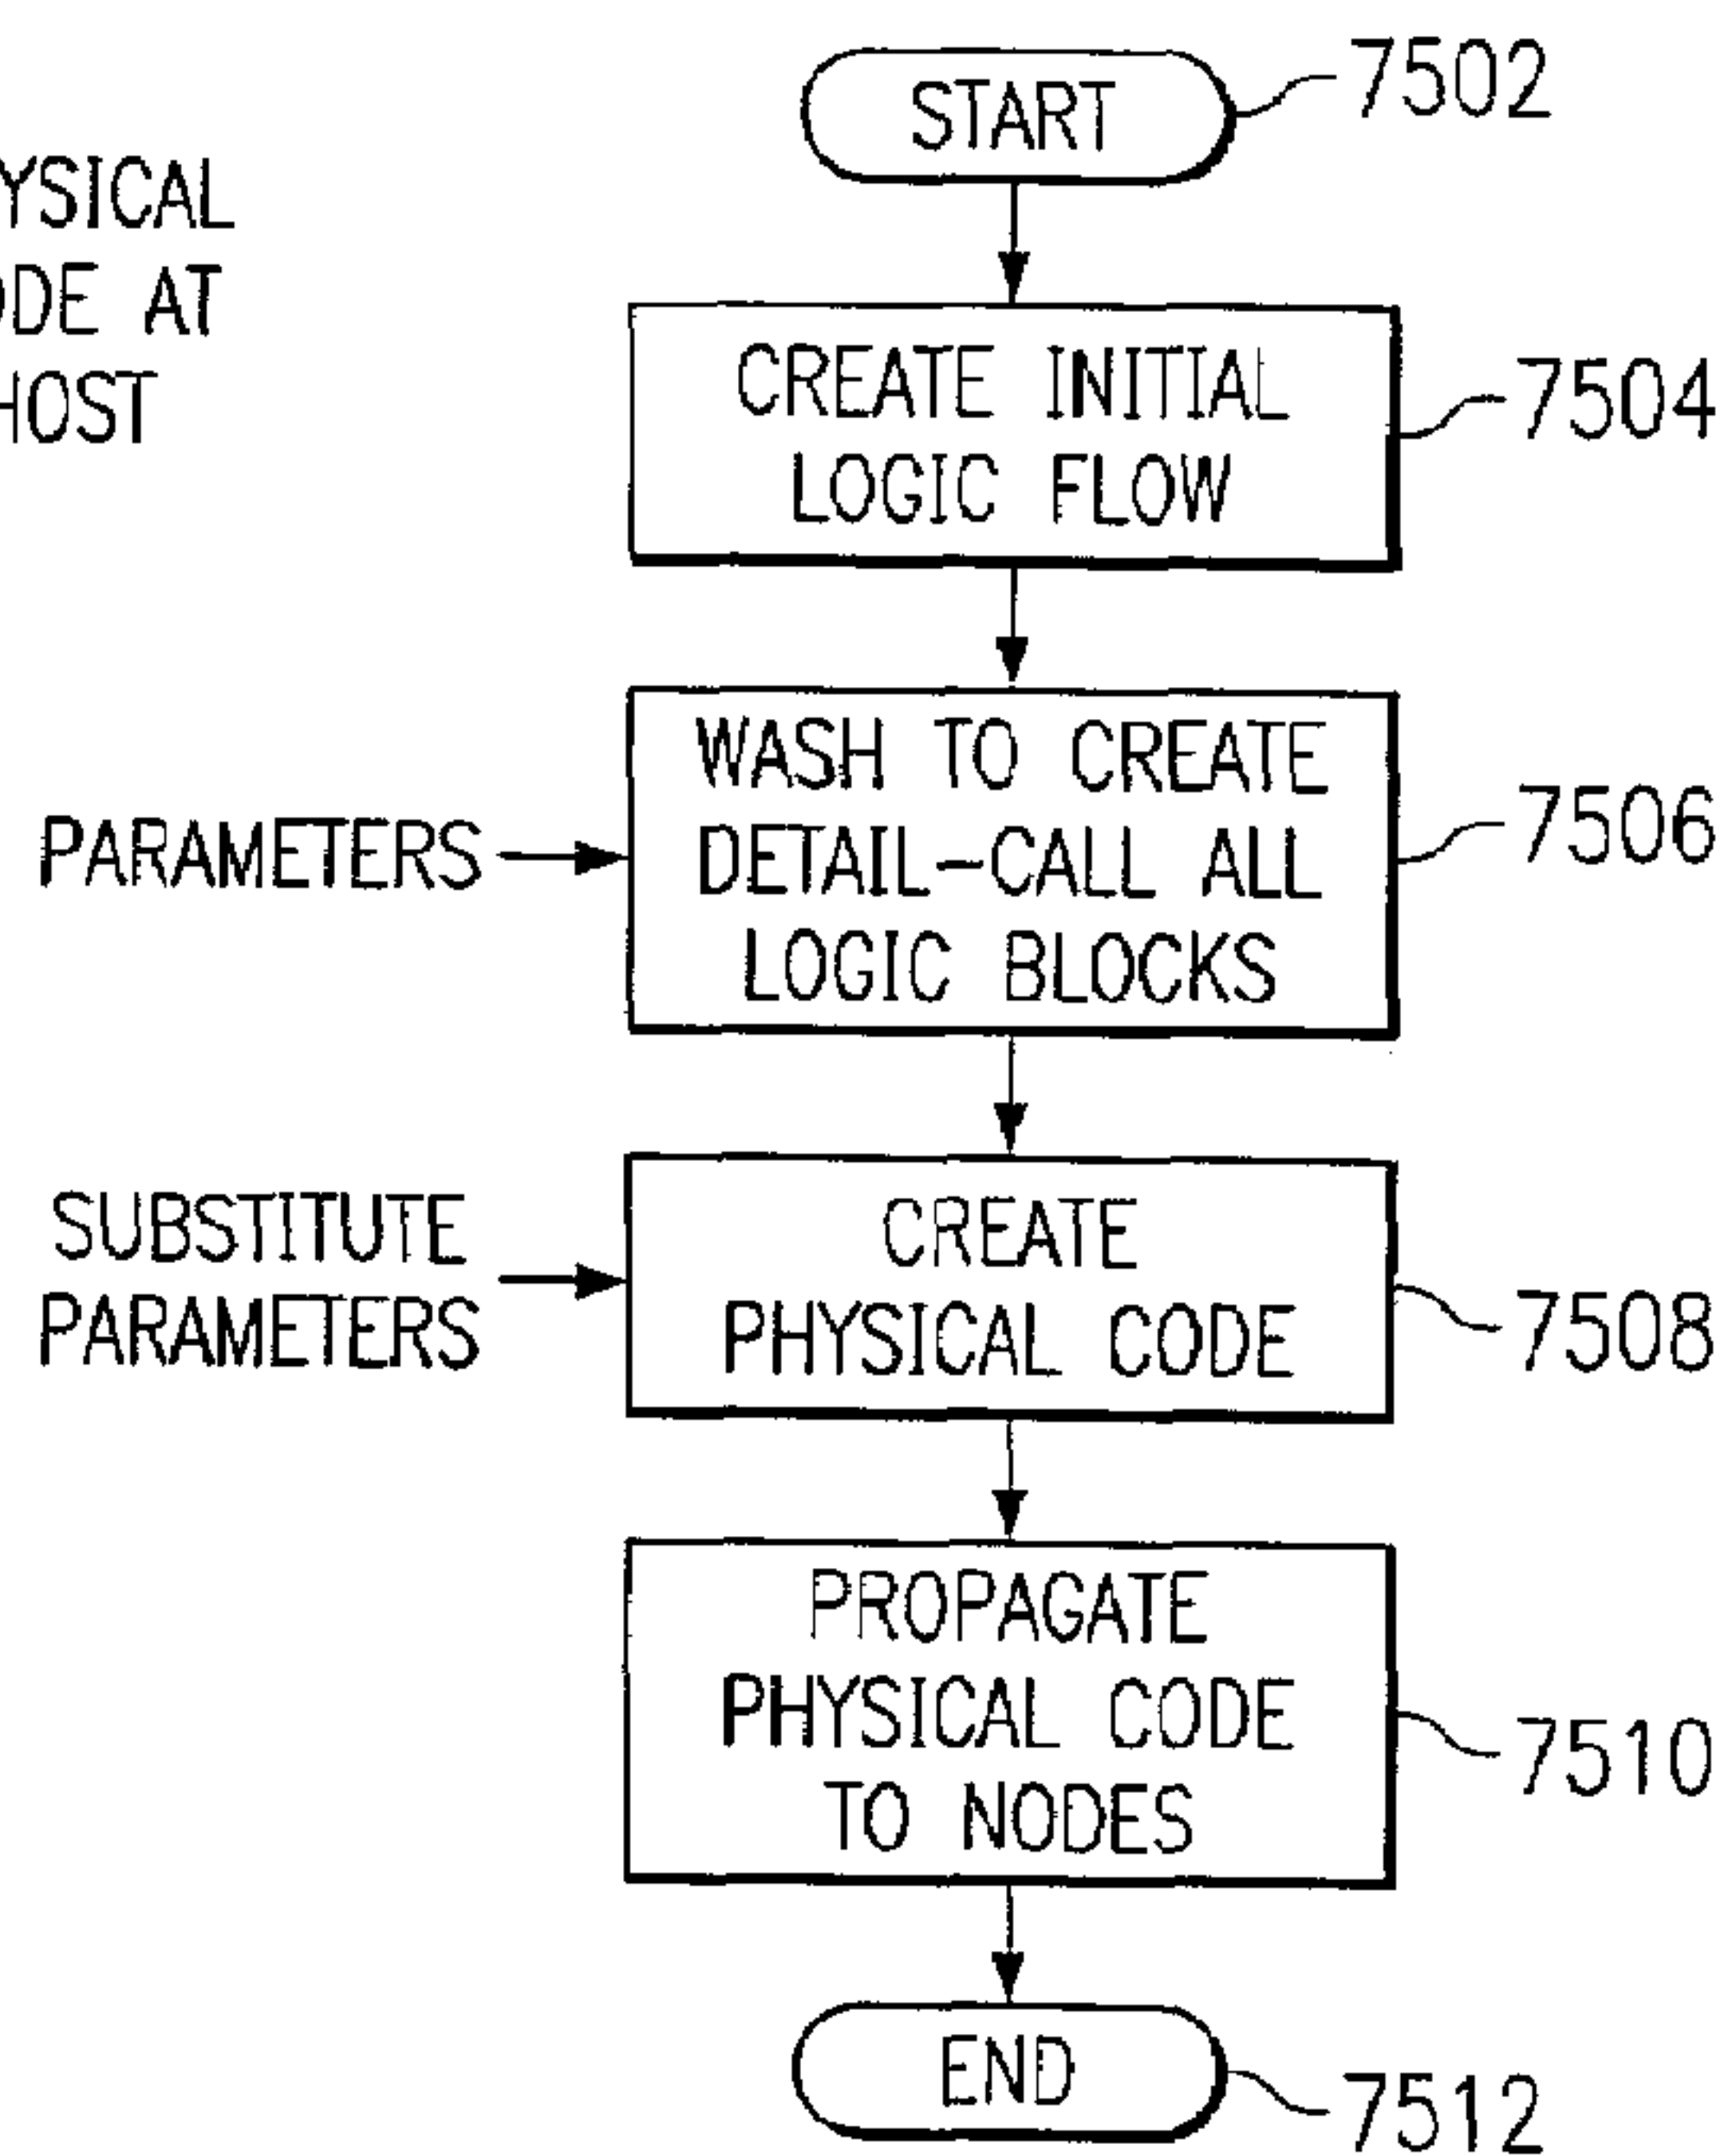 START
7502
YSICAL
DE AT
HOST
CREATE INITIAL
LOGIC FLOW
7504
WASH TO CREATE
DETAIL-CALL ALL
LOGIC BLOCKS
7506
PARAMETERS
CREATE
PHYSICAL CODE
7508
SUBSTITUTE
PARAMETERS
PROPAGATE
PHYSICAL CODE
TO NODES
7510
END
7512